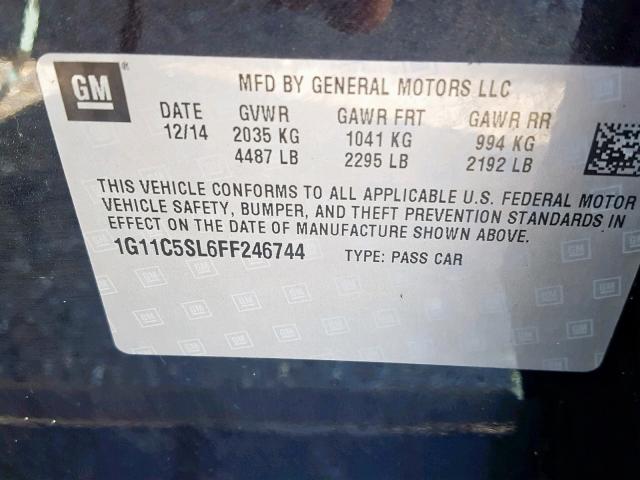 GM®
MFD BY GENERAL MOTORS LLC
DATE GVWR GAWR FRT GAWR RR
12/14 2035 KG 1041 KG 994 KG
4487 LB 2295 LB 2192 LB
THIS VEHICLE CONFORMS TO ALL APPLICABLE U.S. FEDERAL MOTOR
VEHICLE SAFETY, BUMPER, AND THEFT PREVENTION STANDARDS IN
EFFECT ON THE DATE OF MANUFACTURE SHOWN ABOVE.
1G11C5SL6FF246744 TYPE: PASS CAR